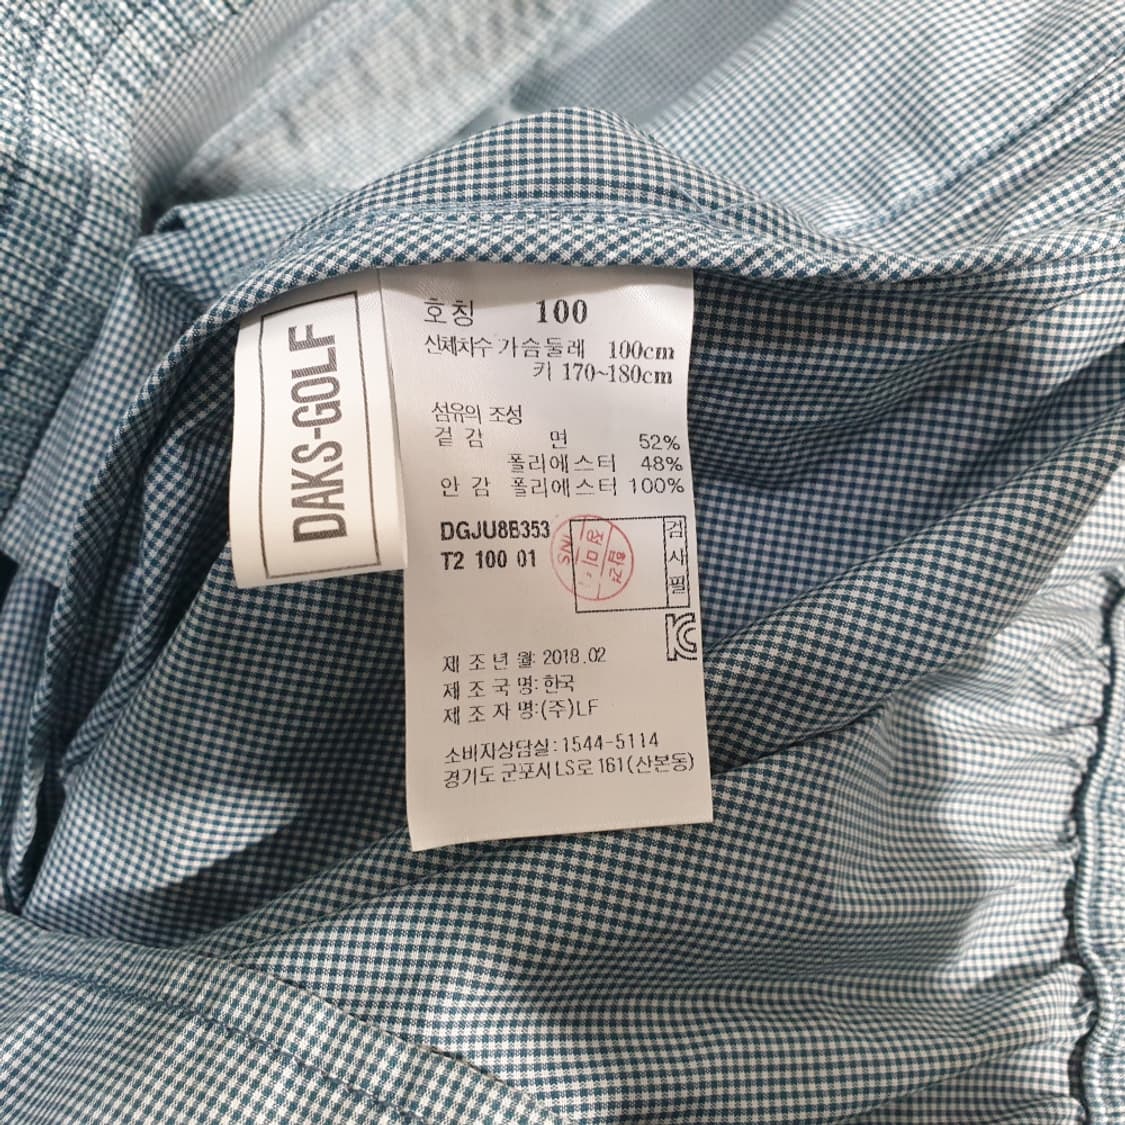 DAKS-GOLF
호칭 100
신체치수 가슴둘레 100cm
키 170~180cm
섬유의 조성
겉감 면 52%
폴리에스터 48%
안감 폴리에스터 100%
DGJU8B353
T2 100 01
검사필
합격
INS
제조년월: 2018.02
제조국명: 한국
제조자명: (주)LF
소비자상담실: 1544-5114
경기도 군포시 LS로 161(산본동)